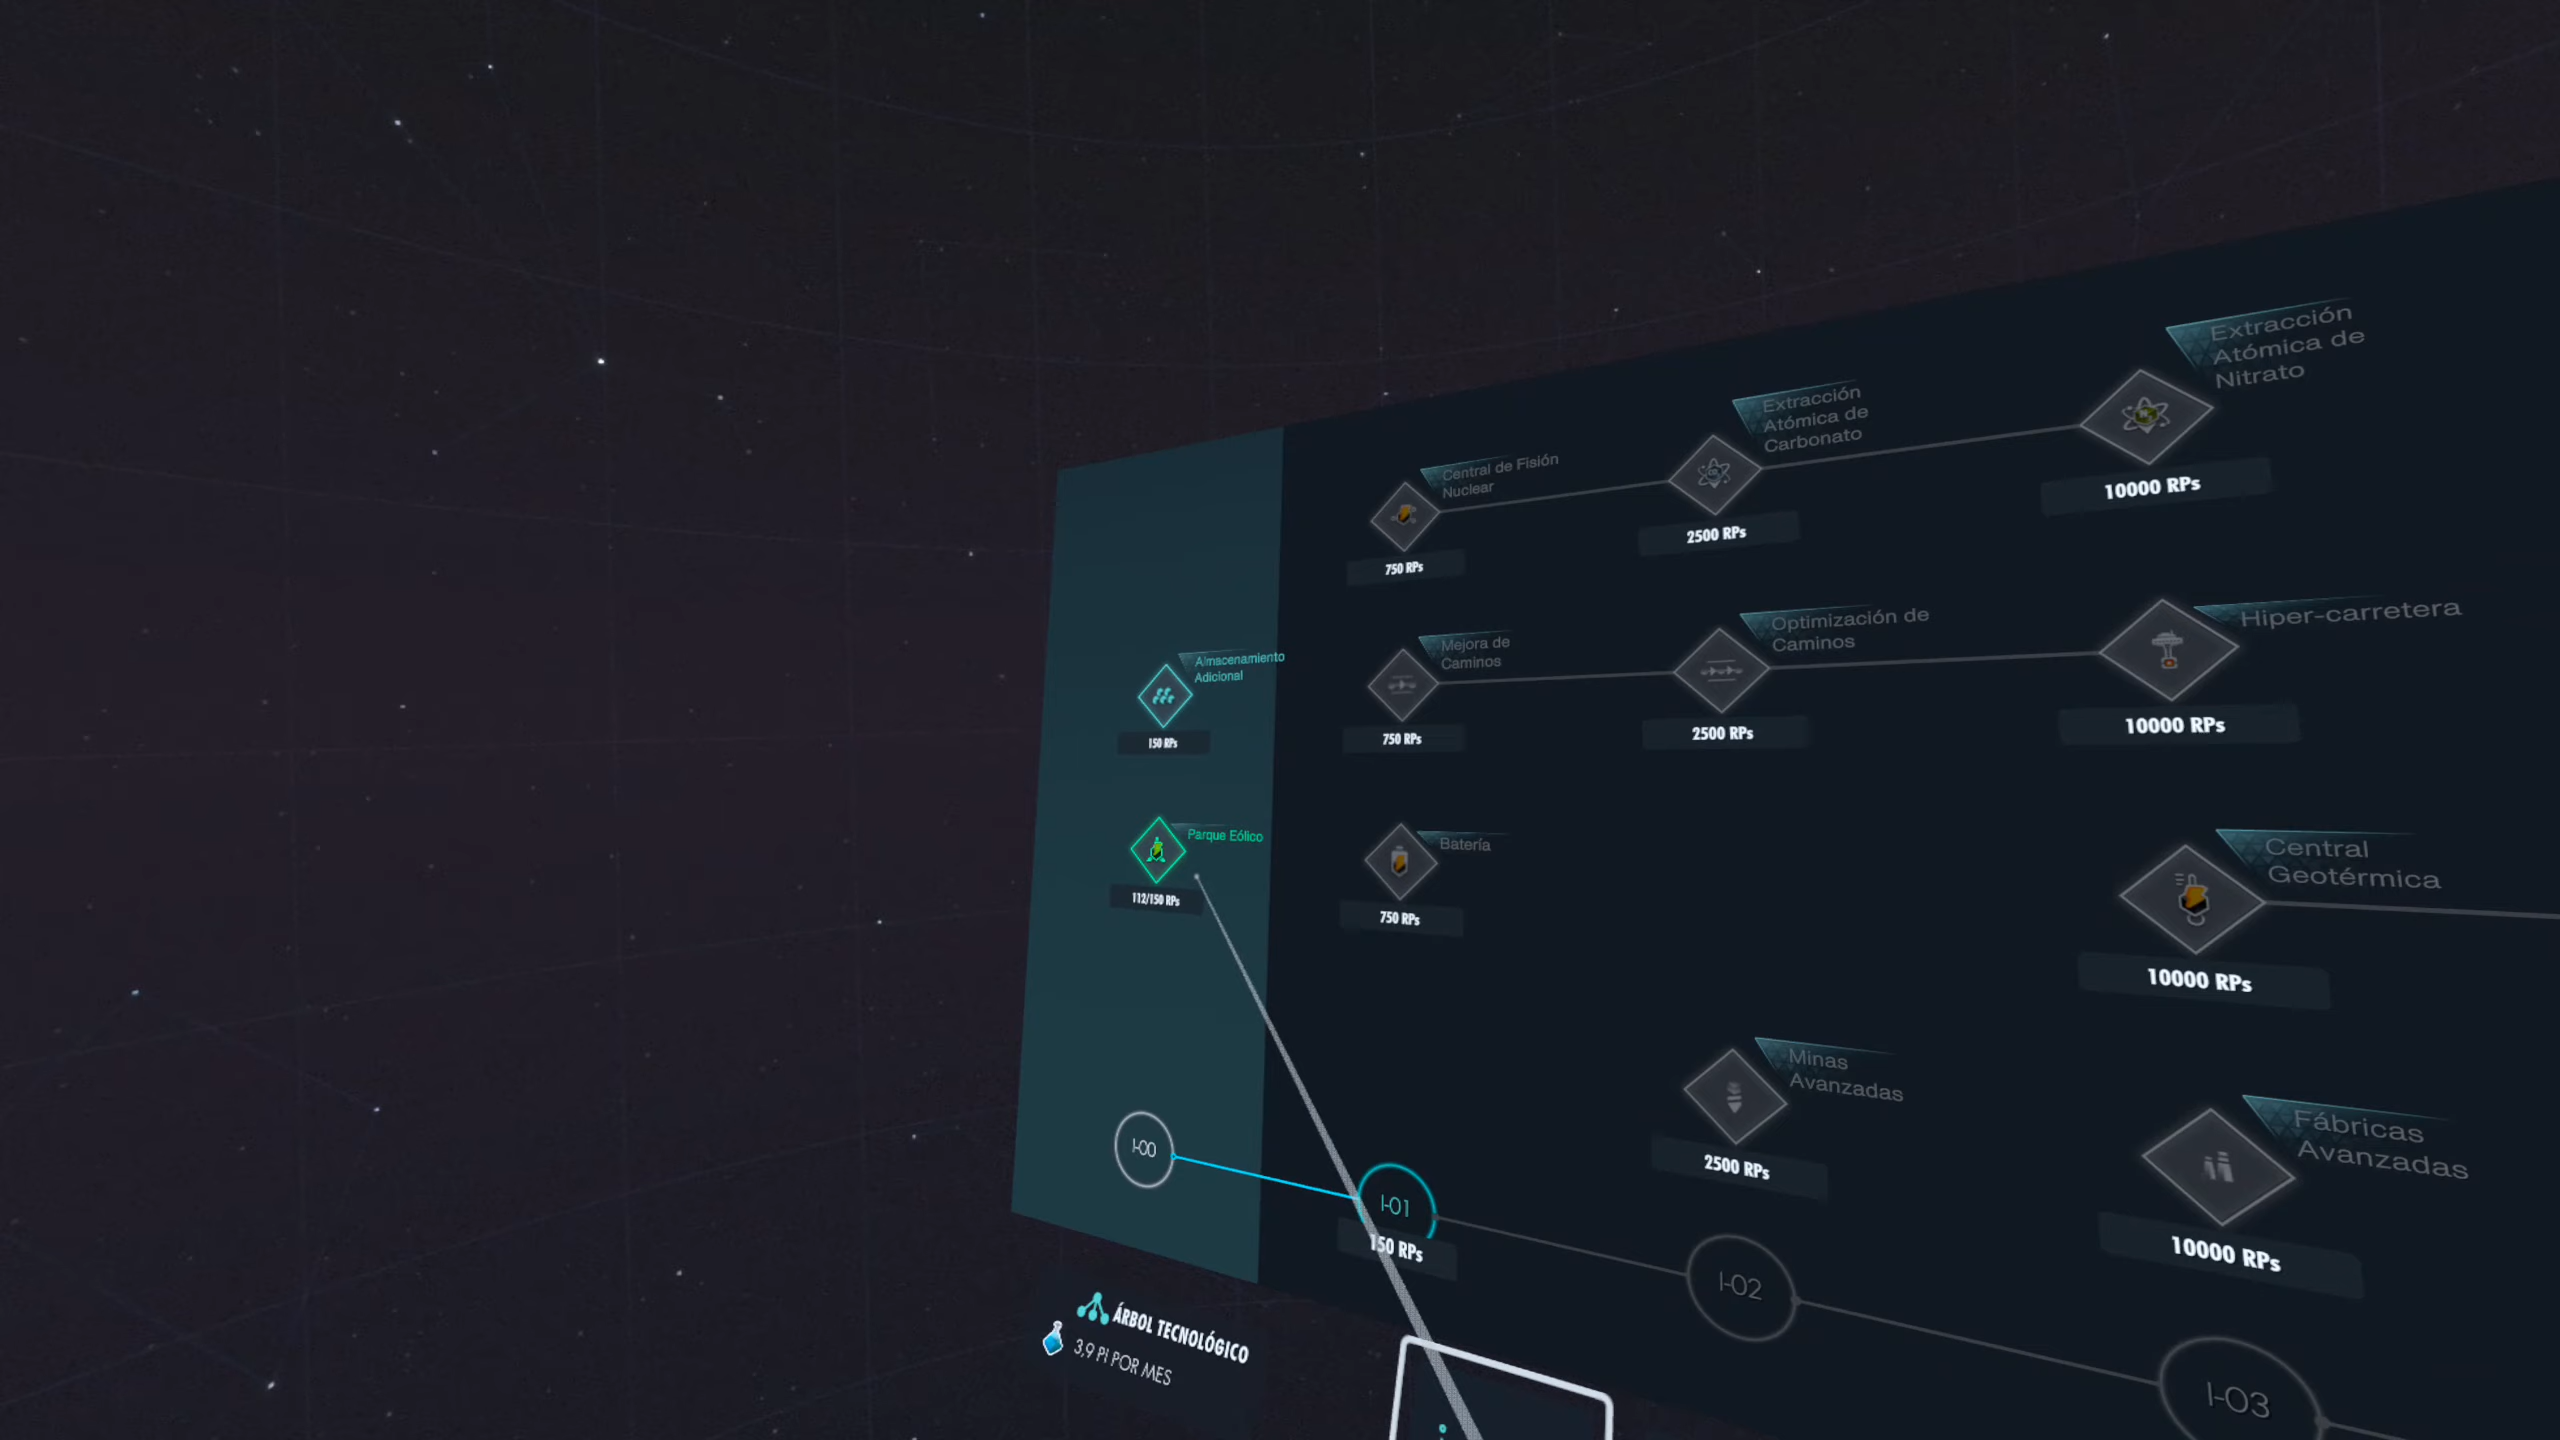 Extracción
Atómica de
Nitrato
10000 RPs
Extracción
Atómica de
Carbonato
2500 RPs
Central de Fisión
Nuclear
750 RPs
Almacenamiento
Adicional
150 RPs
Mejora de
Caminos
750 RPs
Optimización de
Caminos
2500 RPs
Hiper-carretera
10000 RPs
Parque Eólico
112/150 RPs
Batería
750 RPs
Central
Geotérmica
10000 RPs
Minas
Avanzadas
2500 RPs
Fábricas
Avanzadas
10000 RPs
I-00
I-01
150 RPs
I-02
I-03
ÁRBOL TECNOLÓGICO
3,9 PI POR MES